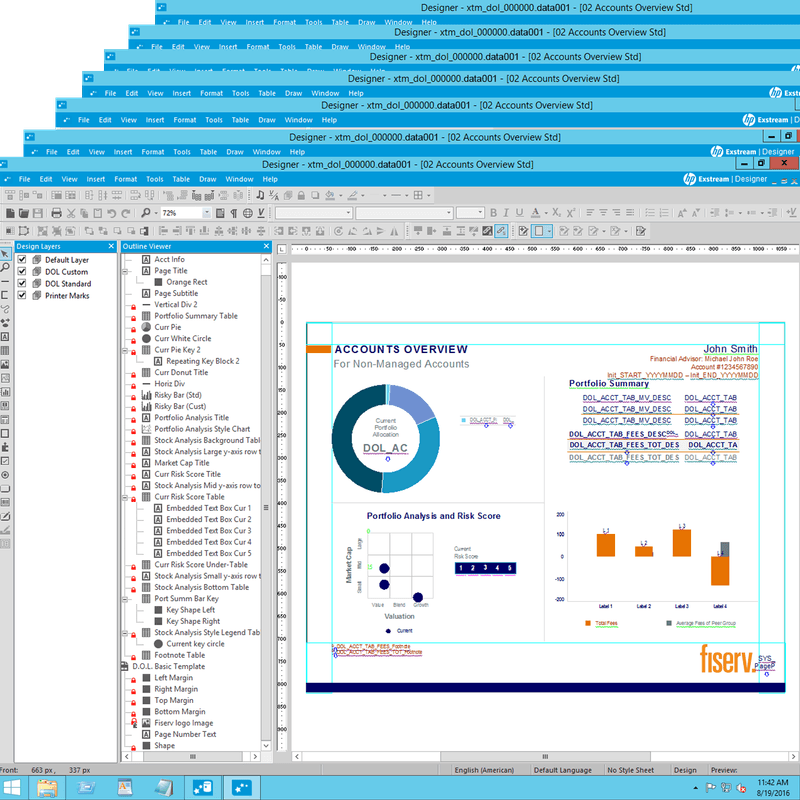 Designer - xtm_dol_000000.data001 - [02 Accounts Overview Std]
File Edit View Insert Format Tools Table Draw Window Help
Designer - xtm_dol_000000.data001 - [02 Accounts Overview Std]
File Edit View Insert Format Tools Table Draw Window Help
Designer - xtm_dol_000000.data001 - [02 Accounts Overview Std]
Designer - xtm_dol_000000.data001 - [02 Accounts Overview Std]
File Edit View Insert Format Tools Table Draw Window Help
hp Exs
Designer - xtm_dol_000000.data001 - [02 Accounts Overview Std]
File Edit View Insert Format Tools Table Draw Window Help
hp Exstream | D
Designer - xtm_dol_000000.data001 - [02 Accounts Overview Std]
File Edit View Insert Format Tools Table Draw Window Help
hp Exstream | Designer
Designer - xtm_dol_000000.data001 - [02 Accounts Overview Std]
File Edit View Insert Format Tools Table Draw Window Help
hp Exstream | Designer
72%
Design Layers
Default Layer
DOL Custom
DOL Standard
Printer Marks
Outline Viewer
Acct Info
Page Title
Orange Rect
Page Subtitle
Vertical Div 2
Portfolio Summary Table
Curr Pie
Curr White Circle
Curr Pie Key 2
Repeating Key Block 2
Curr Donut Title
Horiz Div
Risky Bar (Std)
Risky Bar (Cust)
Portfolio Analysis Title
Portfolio Analysis Style Chart
Stock Analysis Background Table
Stock Analysis Large y-axis row t
Market Cap Title
Curr Risk Score Title
Stock Analysis Mid y-axis row to
Curr Risk Score Table
Embedded Text Box Cur 1
Embedded Text Box Cur 2
Embedded Text Box Cur 3
Embedded Text Box Cur 4
Embedded Text Box Cur 5
Curr Risk Score Under-Table
Stock Analysis Small y-axis row t
Stock Analysis Bottom Table
Port Summ Bar Key
Key Shape Left
Key Shape Right
Stock Analysis Style Legend Tabl
Current key circle
Footnote Table
D.O.L. Basic Template
Left Margin
Right Margin
Top Margin
Bottom Margin
Fiserv logo Image
Page Number Text
Shape
ACCOUNTS OVERVIEW
For Non-Managed Accounts
John Smith
Financial Advisor: Michael John Roe
Account #1234567890
Init_START_YYYYMMDD – Init_END_YYYYMMDD
Current
Portfolio
Allocation
DOL_AC
Portfolio Summary
DOL_ACCT_TAB_MV_DESC DOL_ACCT_TAB
DOL_ACCT_TAB_MV_DESC DOL_ACCT_TAB
DOL_ACCT_TAB_MV_DESC DOL_ACCT_TAB
DOL_ACCT_TAB_FEES_DESC DOL_ACCT_TAB
DOL_ACCT_TAB_FEES_TOT_DES DOL_ACCT_TA
DOL_ACCT_TAB_FEES_TOT_DES DOL_ACCT_TAB
Portfolio Analysis and Risk Score
Market Cap
Large
Mid
Small
Value Blend Growth
Valuation
Current
Current
Risk Score
1 2 3 4 5
200
100
0
-100
-200
L_1
L_2
L_3
L_4
Label 1 Label 2 Label 3 Label 4
Total Fees
Average Fees of Peer Group
DOL_ACCT_TAB_FEES_Footnote
DOL_ACCT_TAB_FEES_TOT_Footnote
fiserv.
SYS_
PageP
Front: 663 px , 337 px
English (American) Default Language No Style Sheet Design Preview:
11:42 AM
8/19/2016